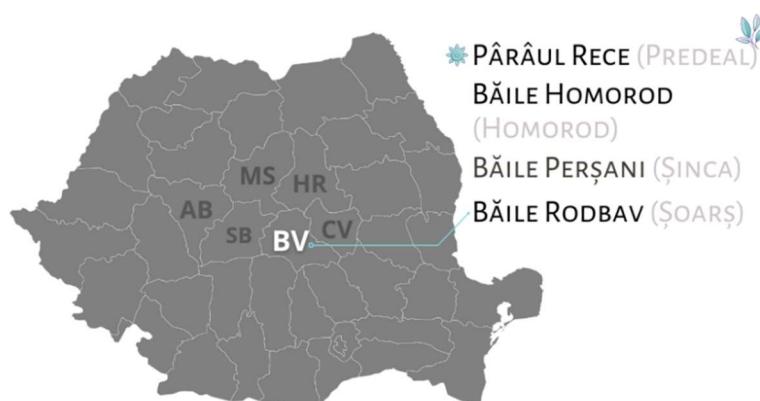 PÂRÂUL RECE (PREDEAL)
BĂILE HOMOROD
(HOMOROD)
BĂILE PERȘANI (ȘINCA)
BĂILE RODBAV (ȘOARȘ)
MS
HR
AB
SB
BV
CV